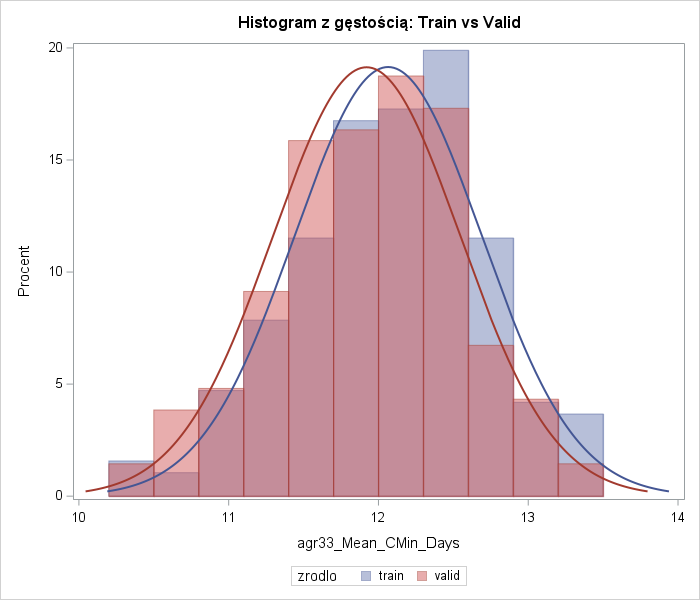 Histogram z gęstością: Train vs Valid
20
15
10
5
0
Procent
10 11 12 13 14
agr33_Mean_CMin_Days
zrodlo train valid